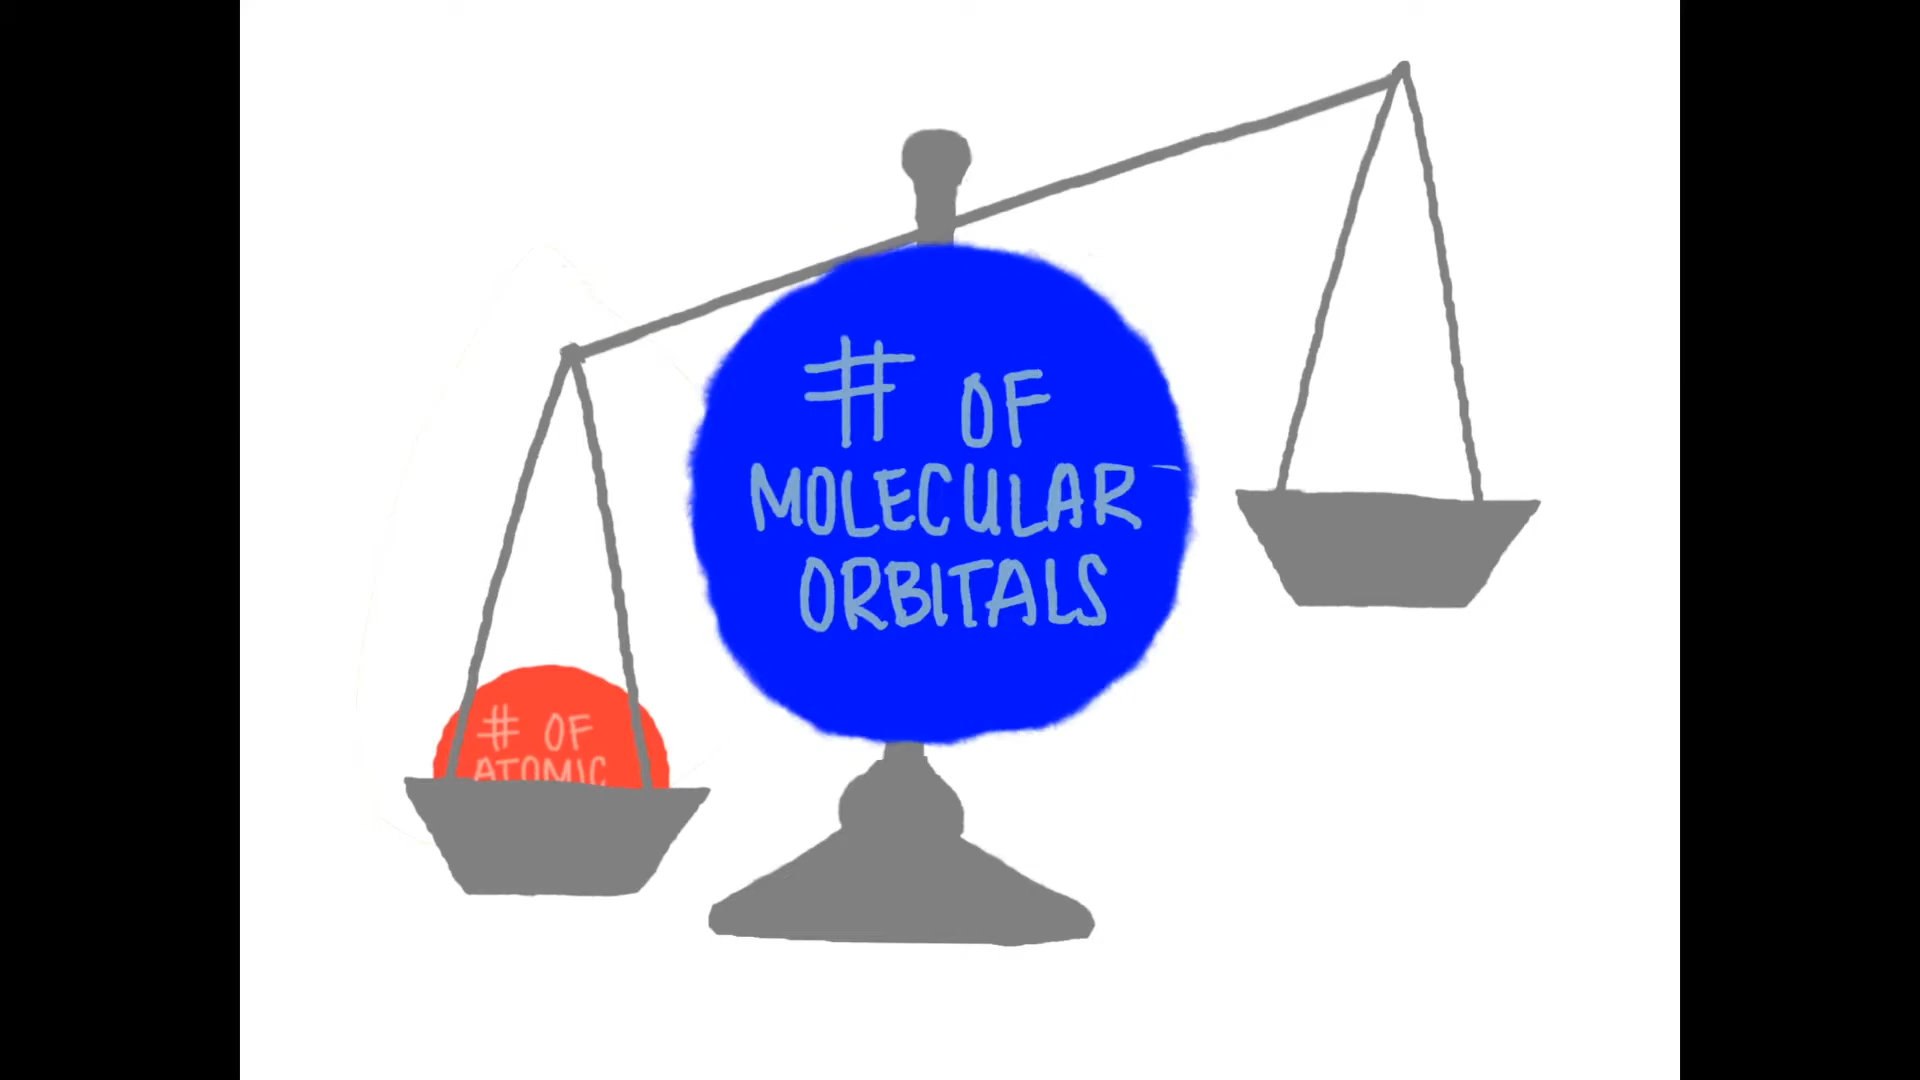 # OF
MOLECULAR
ORBITALS
# OF
ATOMIC